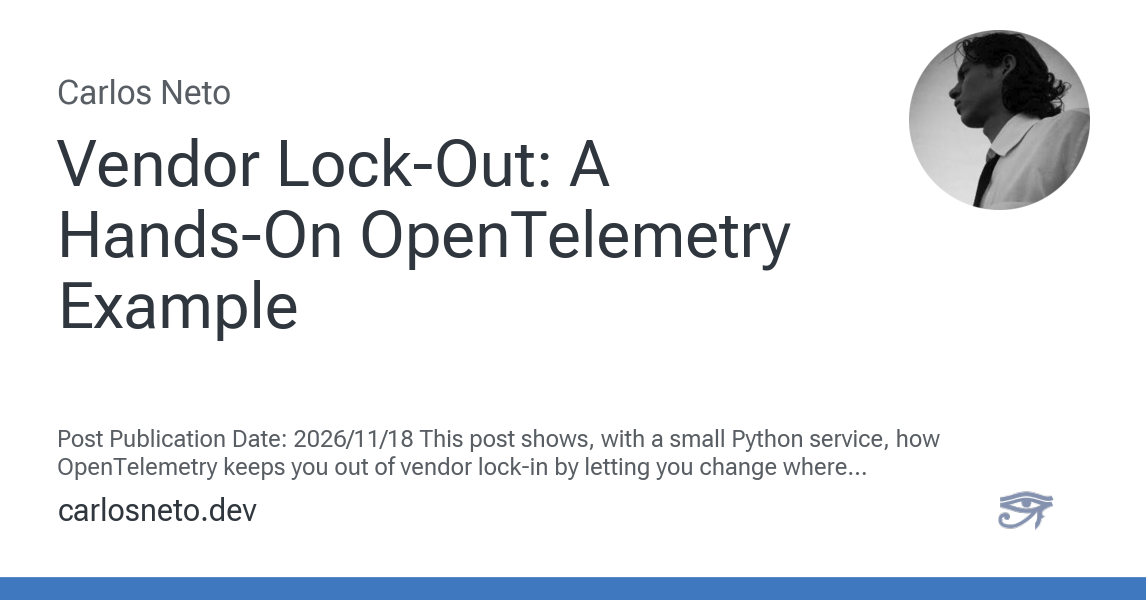 Carlos Neto
Vendor Lock-Out: A
Hands-On OpenTelemetry
Example
Post Publication Date: 2026/11/18 This post shows, with a small Python service, how
OpenTelemetry keeps you out of vendor lock-in by letting you change where...
carlosneto.dev